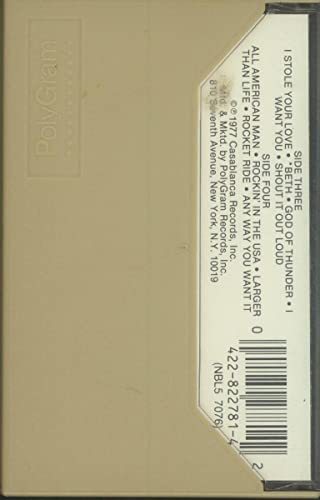 PolyGram
SIDE THREE
I STOLE YOUR LOVE • *BETH • GOD OF THUNDER • I
WANT YOU • SHOUT IT OUT LOUD
SIDE FOUR
ALL AMERICAN MAN • ROCKIN' IN THE USA • LARGER
THAN LIFE • ROCKET RIDE • ANY WAY YOU WANT IT
©℗1977 Casablanca Records, Inc.
Mfd. & Mktd. by PolyGram Records, Inc.
810 Seventh Avenue, New York, N.Y. 10019
0 422-822781-4 2
(NBL5 7076)